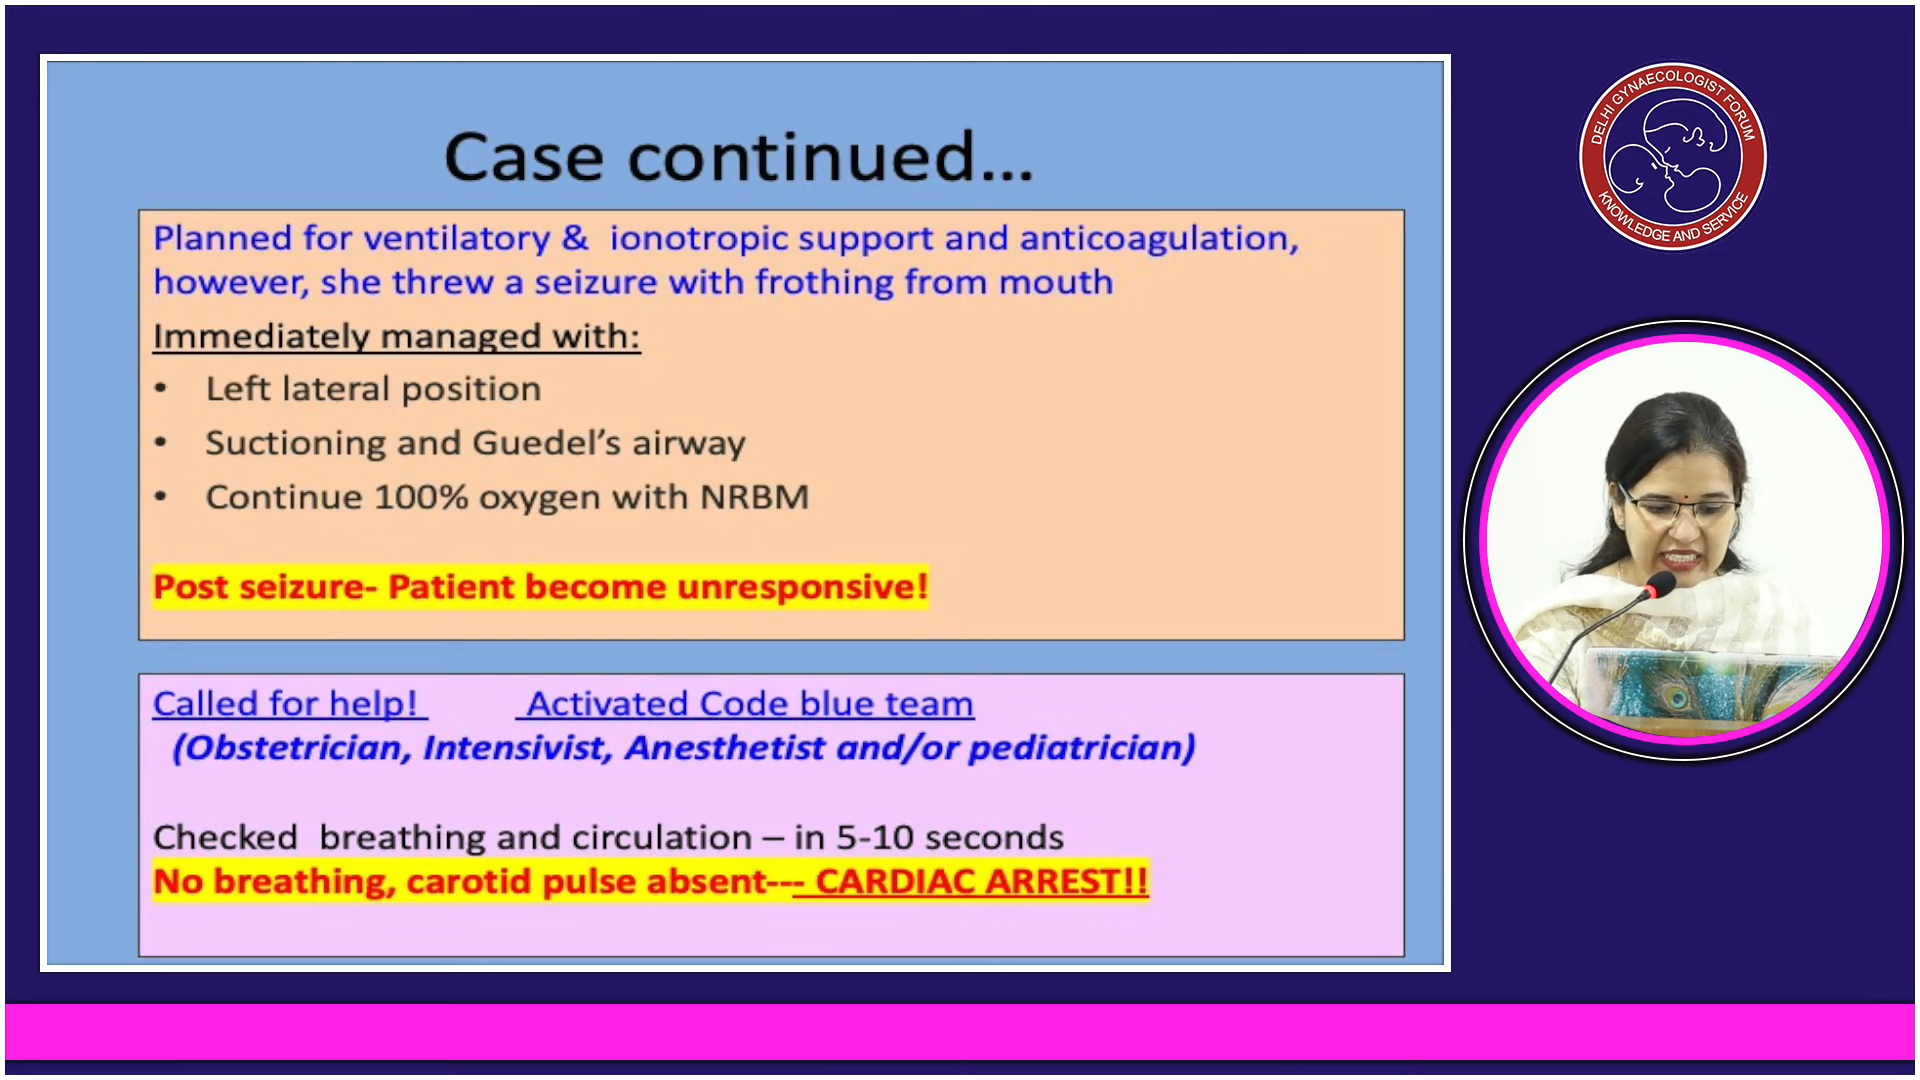 Case continued...
Planned for ventilatory & ionotropic support and anticoagulation,
however, she threw a seizure with frothing from mouth
Immediately managed with:
• Left lateral position
• Suctioning and Guedel's airway
• Continue 100% oxygen with NRBM
Post seizure- Patient become unresponsive!
Called for help! Activated Code blue team
(Obstetrician, Intensivist, Anesthetist and/or pediatrician)
Checked breathing and circulation – in 5-10 seconds
No breathing, carotid pulse absent--- CARDIAC ARREST!!
DELHI GYNAECOLOGIST FORUM
KNOWLEDGE AND SERVICE